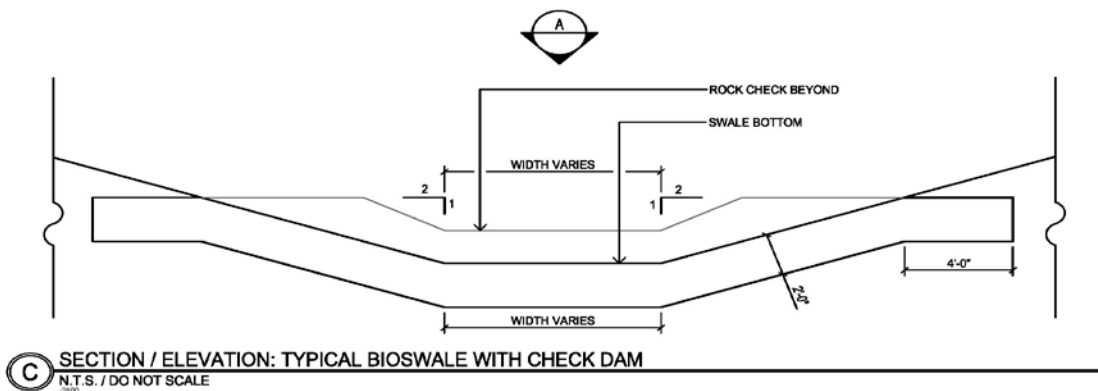 A
ROCK CHECK BEYOND
SWALE BOTTOM
WIDTH VARIES
2
1
2
1
4'-0"
2'-0"
WIDTH VARIES
C
SECTION / ELEVATION: TYPICAL BIOSWALE WITH CHECK DAM
N.T.S. / DO NOT SCALE